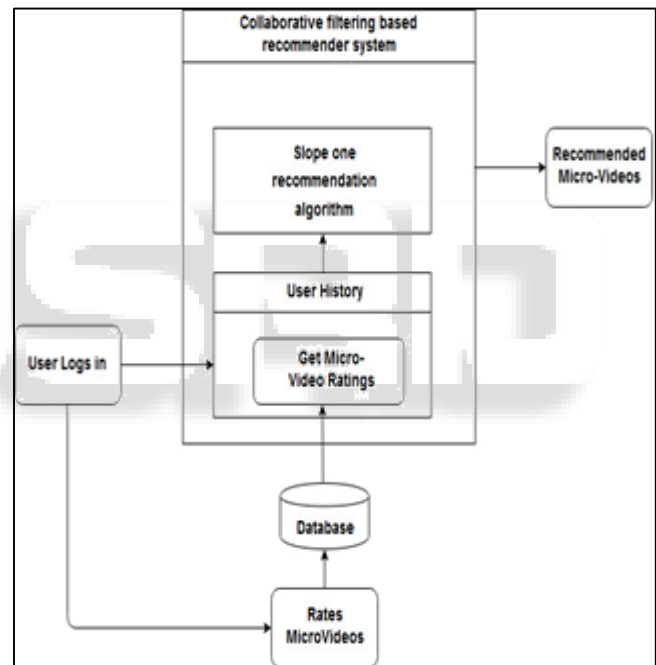 Collaborative filtering based
recommender system
Slope one
recommendation
algorithm
Recommended
Micro-Videos
User History
User Logs in
Get Micro-
Video Ratings
Database
Rates
MicroVideos